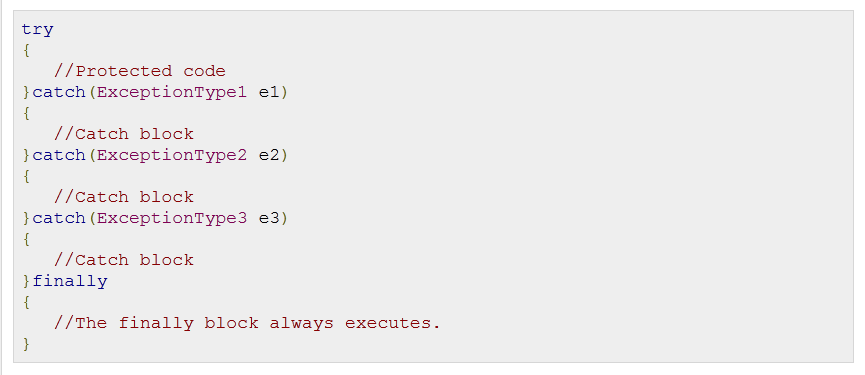 try
{
   //Protected code
}catch(ExceptionType1 e1)
{
   //Catch block
}catch(ExceptionType2 e2)
{
   //Catch block
}catch(ExceptionType3 e3)
{
   //Catch block
}finally
{
   //The finally block always executes.
}